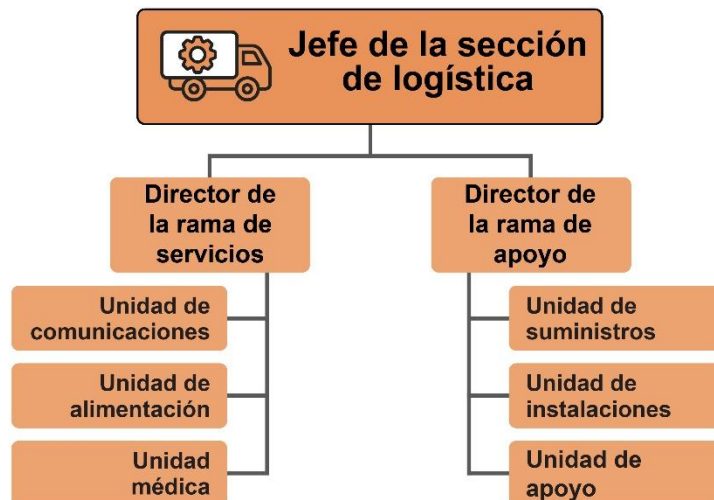 Jefe de la sección
de logística
Director de
la rama de
servicios
Director de
la rama de
apoyo
Unidad de
comunicaciones
Unidad de
alimentación
Unidad
médica
Unidad de
suministros
Unidad de
instalaciones
Unidad de
apoyo